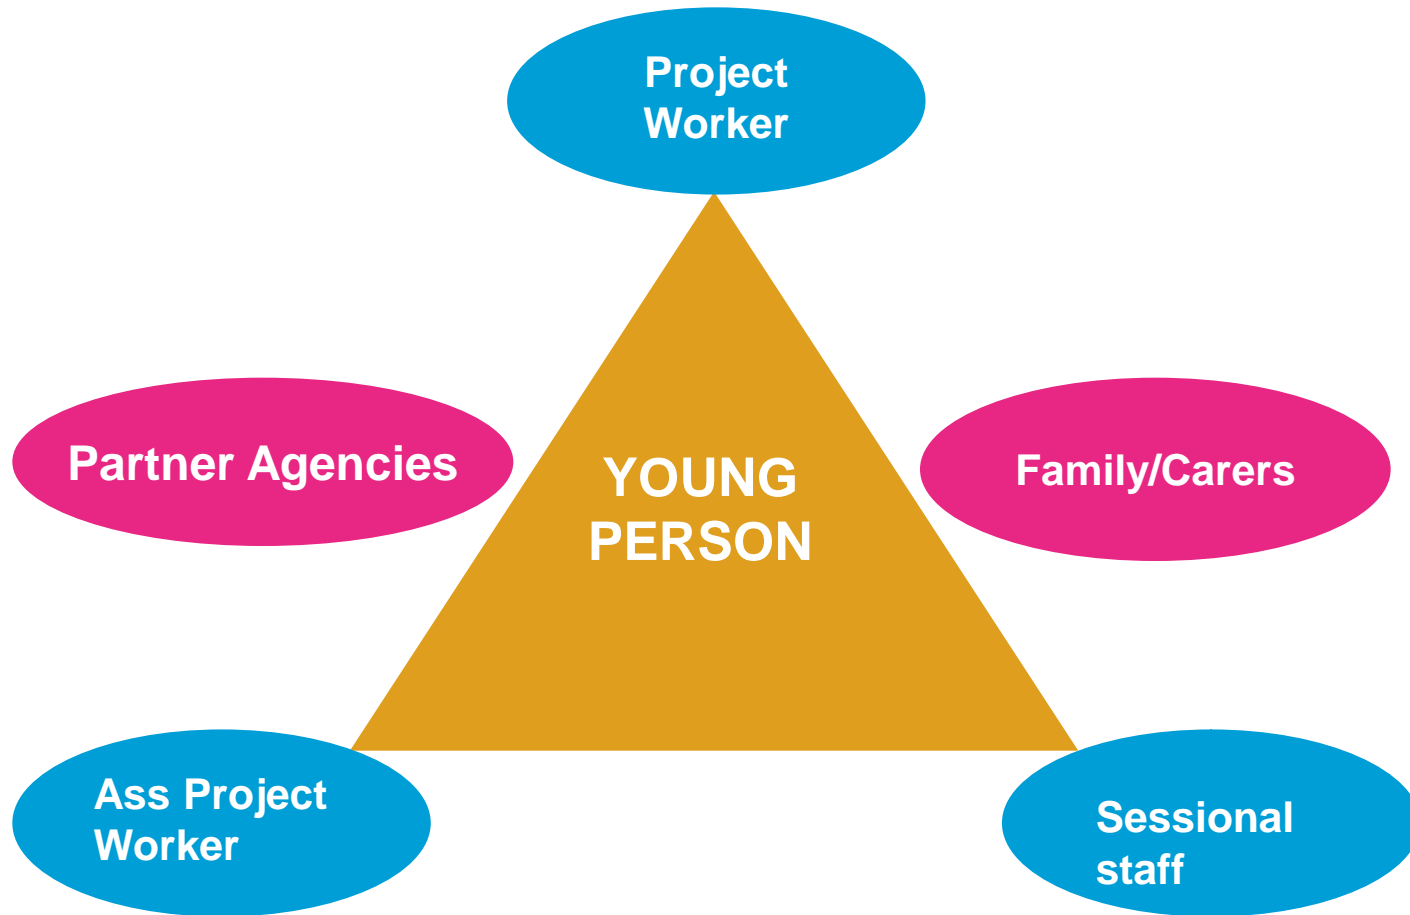 Project
Worker
Partner Agencies
YOUNG
PERSON
Family/Carers
Ass Project
Worker
Sessional
staff